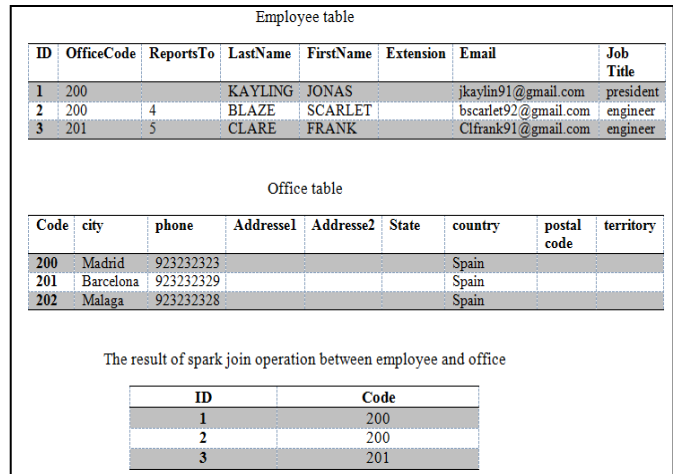 Employee table
ID OfficeCode ReportsTo LastName FirstName Extension Email Job Title
1 200 KAYLING JONAS jkaylin91@gmail.com president
2 200 4 BLAZE SCARLET bscarlet92@gmail.com engineer
3 201 5 CLARE FRANK Clfrank91@gmail.com engineer
Office table
Code city phone Addresse1 Addresse2 State country postal code territory
200 Madrid 923232323 Spain
201 Barcelona 923232329 Spain
202 Malaga 923232328 Spain
The result of spark join operation between employee and office
ID Code
1 200
2 200
3 201